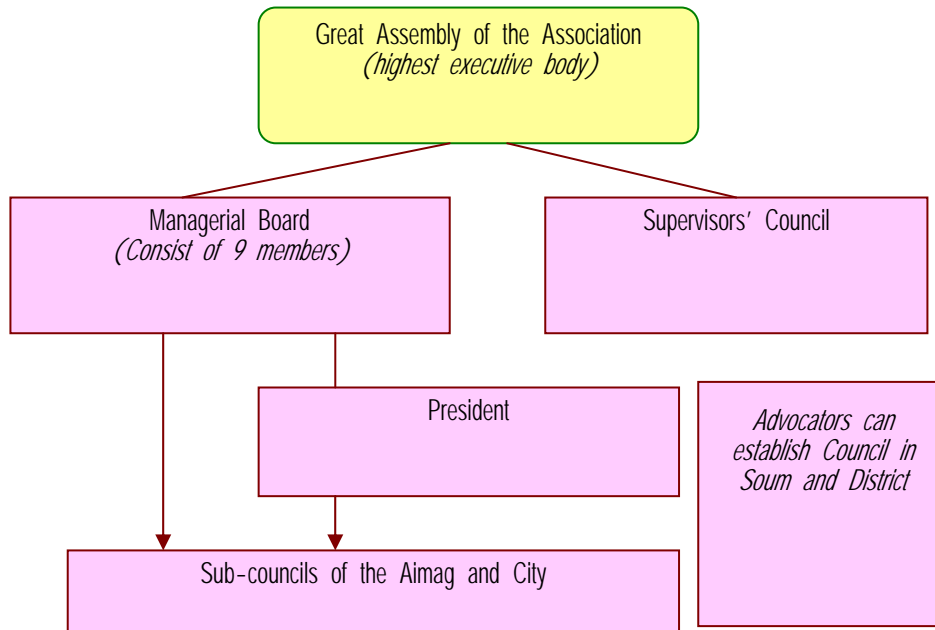 Great Assembly of the Association
(highest executive body)
Managerial Board
(Consist of 9 members)
Supervisors' Council
President
Advocators can
establish Council in
Soum and District
Sub-councils of the Aimag and City